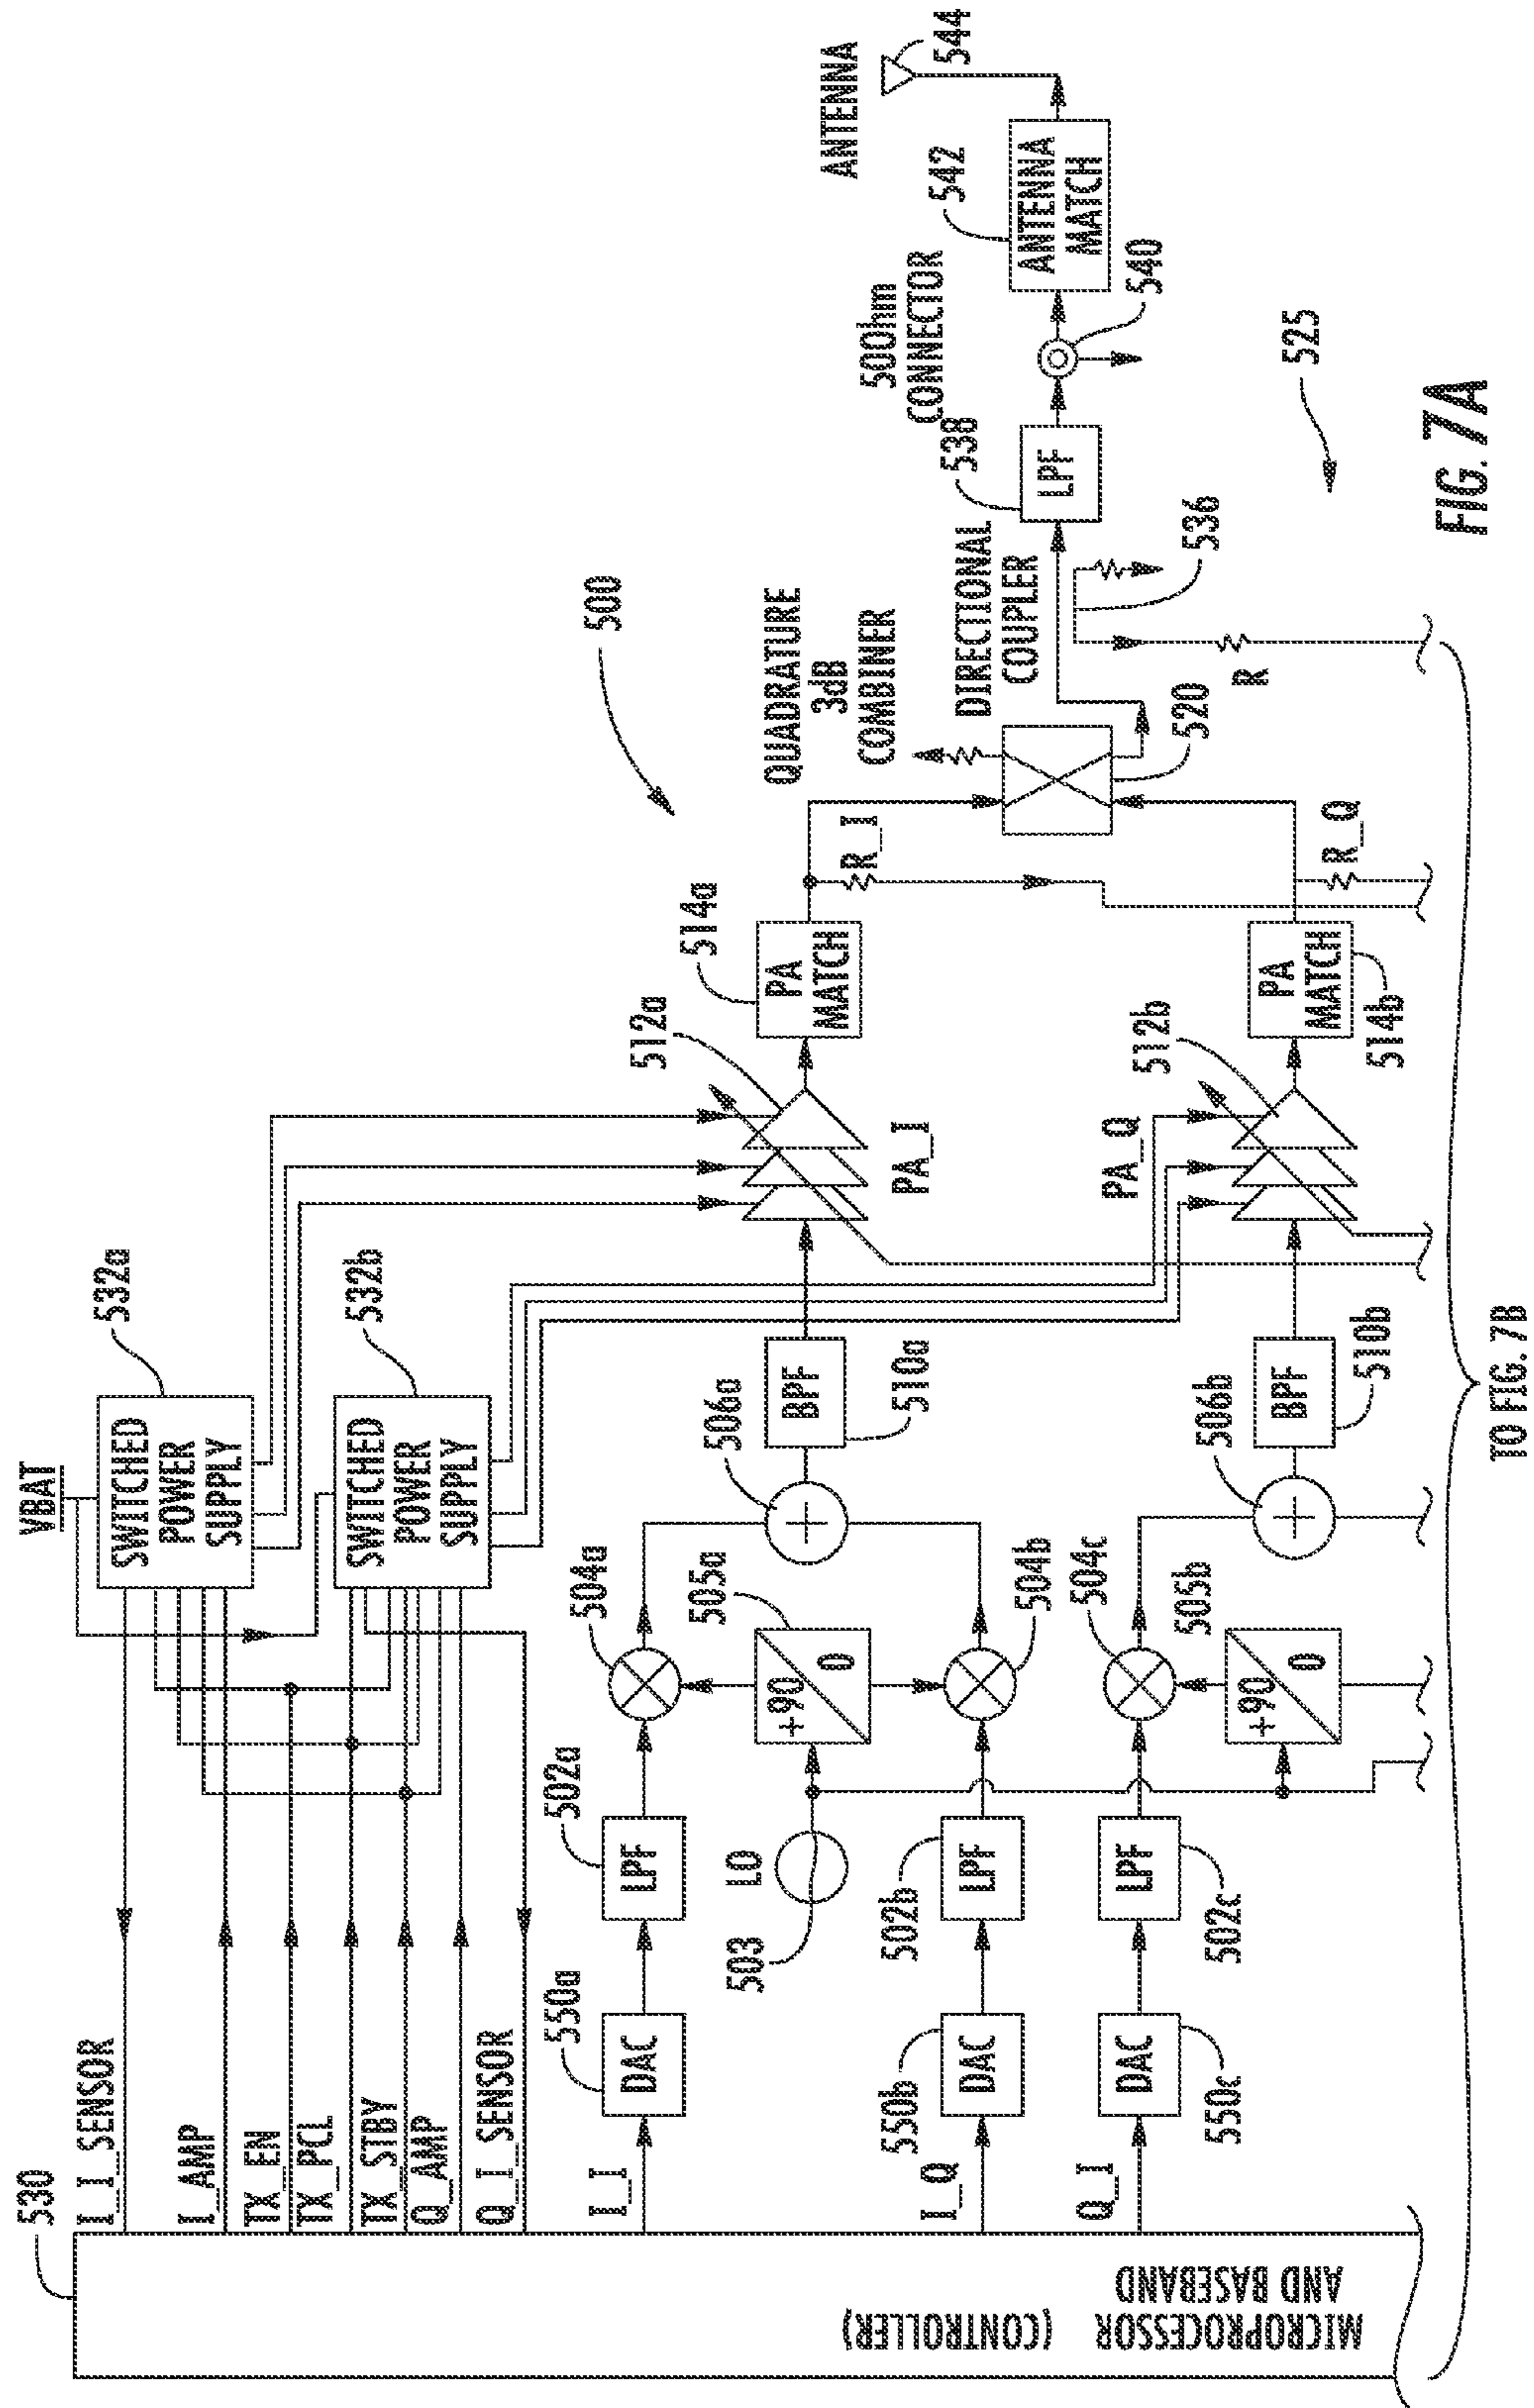 530
MICROPROCESSOR (CONTROLLER)
AND BASEBAND
I_I_SENSOR
I_AMP
TX_EN
TX_PCL
TX_STBY
Q_AMP
Q_I_SENSOR
I_I
I_Q
Q_I
VBAT
SWITCHED
POWER
SUPPLY
532a
SWITCHED
POWER
SUPPLY
532b
550a
DAC
502a
LPF
504a
505a
+90
0
LO
503
506a
BPF
510a
550b
DAC
502b
LPF
504b
550c
DAC
502c
LPF
504c
505b
+90
0
506b
BPF
510b
512a
PA_I
514a
PA
MATCH
R_I
512b
PA_Q
514b
PA
MATCH
R_Q
500
QUADRATURE
3dB
COMBINER
520
DIRECTIONAL
COUPLER
536
R
538
LPF
50Ohm
CONNECTOR
540
542
ANTENNA
MATCH
ANTENNA
544
525
TO FIG. 7B
FIG. 7A